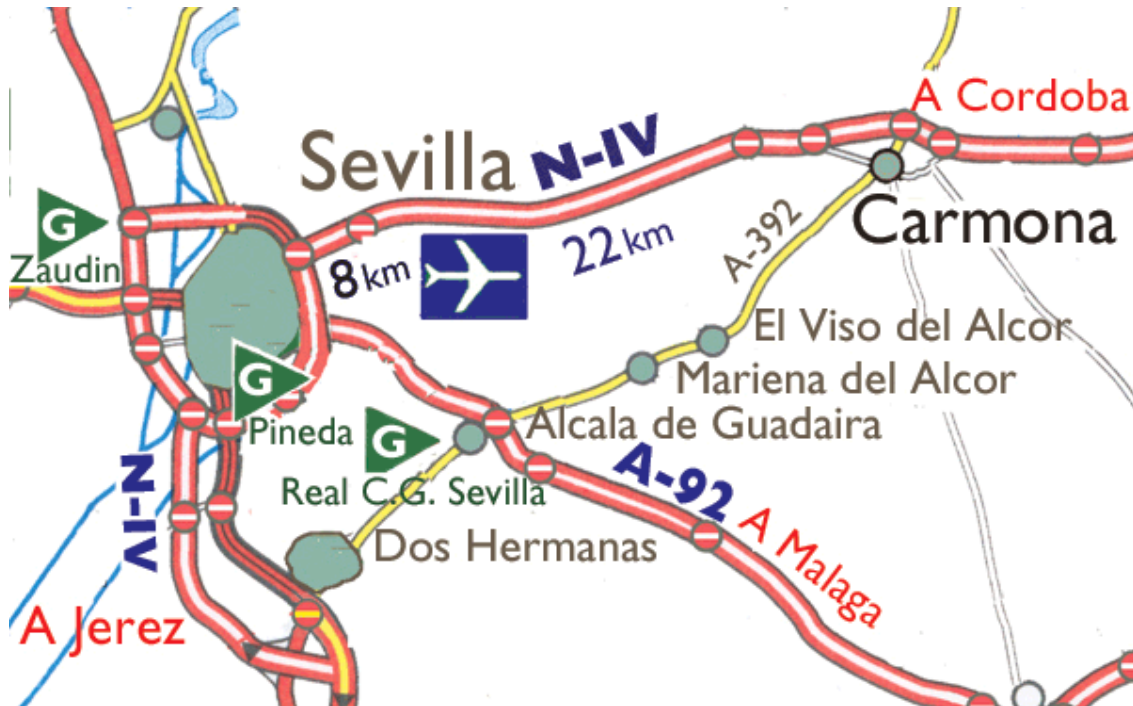 A Cordoba
Sevilla
N-IV
G
Zaudin
8 km
22 km
A-392
Carmona
El Viso del Alcor
Mariena del Alcor
G
Pineda
G
Alcala de Guadaira
Real C.G. Sevilla
A-92
A Malaga
N-IV
Dos Hermanas
A Jerez